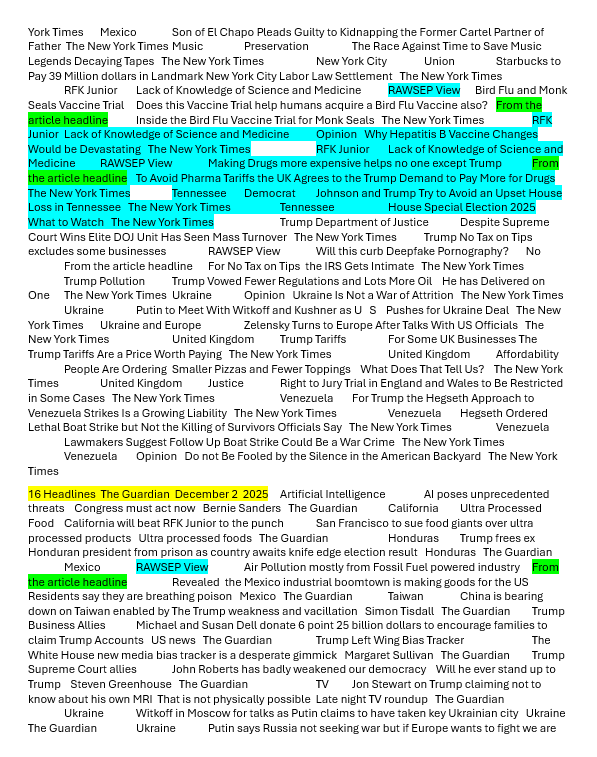 York Times Mexico Son of El Chapo Pleads Guilty to Kidnapping the Former Cartel Partner of
Father The New York Times Music Preservation The Race Against Time to Save Music
Legends Decaying Tapes The New York Times New York City Union Starbucks to
Pay 39 Million dollars in Landmark New York City Labor Law Settlement The New York Times
RFK Junior Lack of Knowledge of Science and Medicine RAWSEP View Bird Flu and Monk
Seals Vaccine Trial Does this Vaccine Trial help humans acquire a Bird Flu Vaccine also? From the
article headline Inside the Bird Flu Vaccine Trial for Monk Seals The New York Times RFK
Junior Lack of Knowledge of Science and Medicine Opinion Why Hepatitis B Vaccine Changes
Would be Devastating The New York Times RFK Junior Lack of Knowledge of Science and
Medicine RAWSEP View Making Drugs more expensive helps no one except Trump From
the article headline To Avoid Pharma Tariffs the UK Agrees to the Trump Demand to Pay More for Drugs
The New York Times Tennessee Democrat Johnson and Trump Try to Avoid an Upset House
Loss in Tennessee The New York Times Tennessee House Special Election 2025
What to Watch The New York Times Trump Department of Justice Despite Supreme
Court Wins Elite DOJ Unit Has Seen Mass Turnover The New York Times Trump No Tax on Tips
excludes some businesses RAWSEP View Will this curb Deepfake Pornography? No
From the article headline For No Tax on Tips the IRS Gets Intimate The New York Times
Trump Pollution Trump Vowed Fewer Regulations and Lots More Oil He has Delivered on
One The New York Times Ukraine Opinion Ukraine Is Not a War of Attrition The New York Times
Ukraine Putin to Meet With Witkoff and Kushner as U S Pushes for Ukraine Deal The New
York Times Ukraine and Europe Zelensky Turns to Europe After Talks With US Officials The
New York Times United Kingdom Trump Tariffs For Some UK Businesses The
Trump Tariffs Are a Price Worth Paying The New York Times United Kingdom Affordability
People Are Ordering Smaller Pizzas and Fewer Toppings What Does That Tell Us? The New York
Times United Kingdom Justice Right to Jury Trial in England and Wales to Be Restricted
in Some Cases The New York Times Venezuela For Trump the Hegseth Approach to
Venezuela Strikes Is a Growing Liability The New York Times Venezuela Hegseth Ordered
Lethal Boat Strike but Not the Killing of Survivors Officials Say The New York Times Venezuela
Lawmakers Suggest Follow Up Boat Strike Could Be a War Crime The New York Times
Venezuela Opinion Do not Be Fooled by the Silence in the American Backyard The New York
Times
16 Headlines The Guardian December 2 2025 Artificial Intelligence AI poses unprecedented
threats Congress must act now Bernie Sanders The Guardian California Ultra Processed
Food California will beat RFK Junior to the punch San Francisco to sue food giants over ultra
processed products Ultra processed foods The Guardian Honduras Trump frees ex
Honduran president from prison as country awaits knife edge election result Honduras The Guardian
Mexico RAWSEP View Air Pollution mostly from Fossil Fuel powered industry From
the article headline Revealed the Mexico industrial boomtown is making goods for the US
Residents say they are breathing poison Mexico The Guardian Taiwan China is bearing
down on Taiwan enabled by The Trump weakness and vacillation Simon Tisdall The Guardian Trump
Business Allies Michael and Susan Dell donate 6 point 25 billion dollars to encourage families to
claim Trump Accounts US news The Guardian Trump Left Wing Bias Tracker The
White House new media bias tracker is a desperate gimmick Margaret Sullivan The Guardian Trump
Supreme Court allies John Roberts has badly weakened our democracy Will he ever stand up to
Trump Steven Greenhouse The Guardian TV Jon Stewart on Trump claiming not to
know about his own MRI That is not physically possible Late night TV roundup The Guardian
Ukraine Witkoff in Moscow for talks as Putin claims to have taken key Ukrainian city Ukraine
The Guardian Ukraine Putin says Russia not seeking war but if Europe wants to fight we are